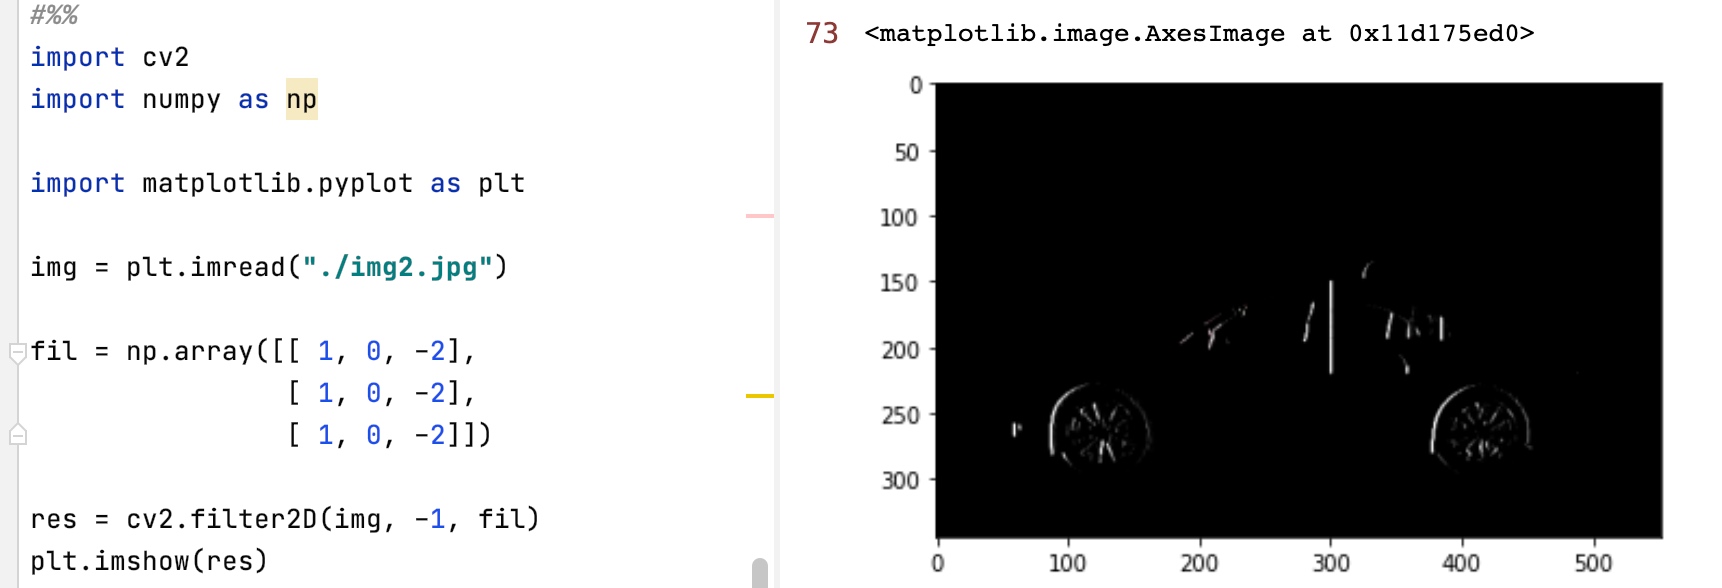 #%%
import cv2
import numpy as np
import matplotlib.pyplot as plt
img = plt.imread("./img2.jpg")
fil = np.array([[ 1, 0, -2],
[ 1, 0, -2],
[ 1, 0, -2]])
res = cv2.filter2D(img, -1, fil)
plt.imshow(res)
73 <matplotlib.image.AxesImage at 0x11d175ed0>
0
50
100
150
200
250
300
0 100 200 300 400 500